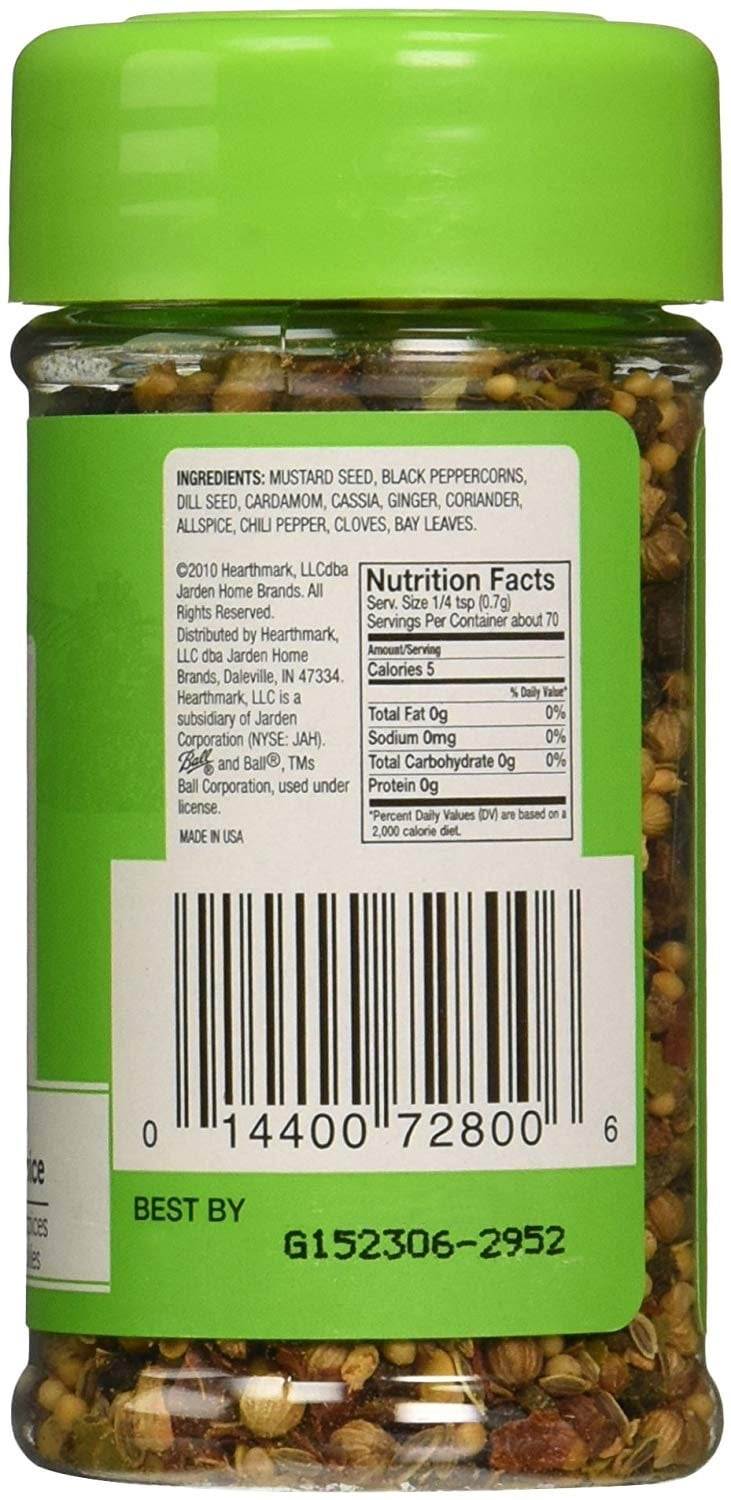 INGREDIENTS: MUSTARD SEED, BLACK PEPPERCORNS,
DILL SEED, CARDAMOM, CASSIA, GINGER, CORIANDER,
ALLSPICE, CHILI PEPPER, CLOVES, BAY LEAVES.
©2010 Hearthmark, LLCdba
Jarden Home Brands. All
Rights Reserved.
Distributed by Hearthmark,
LLC dba Jarden Home
Brands, Daleville, IN 47334.
Hearthmark, LLC is a
subsidiary of Jarden
Corporation (NYSE: JAH).
Ball® and Ball®, TMs
Ball Corporation, used under
license.
MADE IN USA
Nutrition Facts
Serv. Size 1/4 tsp (0.7g)
Servings Per Container about 70
Amount/Serving
Calories 5
% Daily Value*
Total Fat 0g 0%
Sodium 0mg 0%
Total Carbohydrate 0g 0%
Protein 0g
*Percent Daily Values (DV) are based on a
2,000 calorie diet.
0 14400 72800 6
BEST BY
G152306-2952